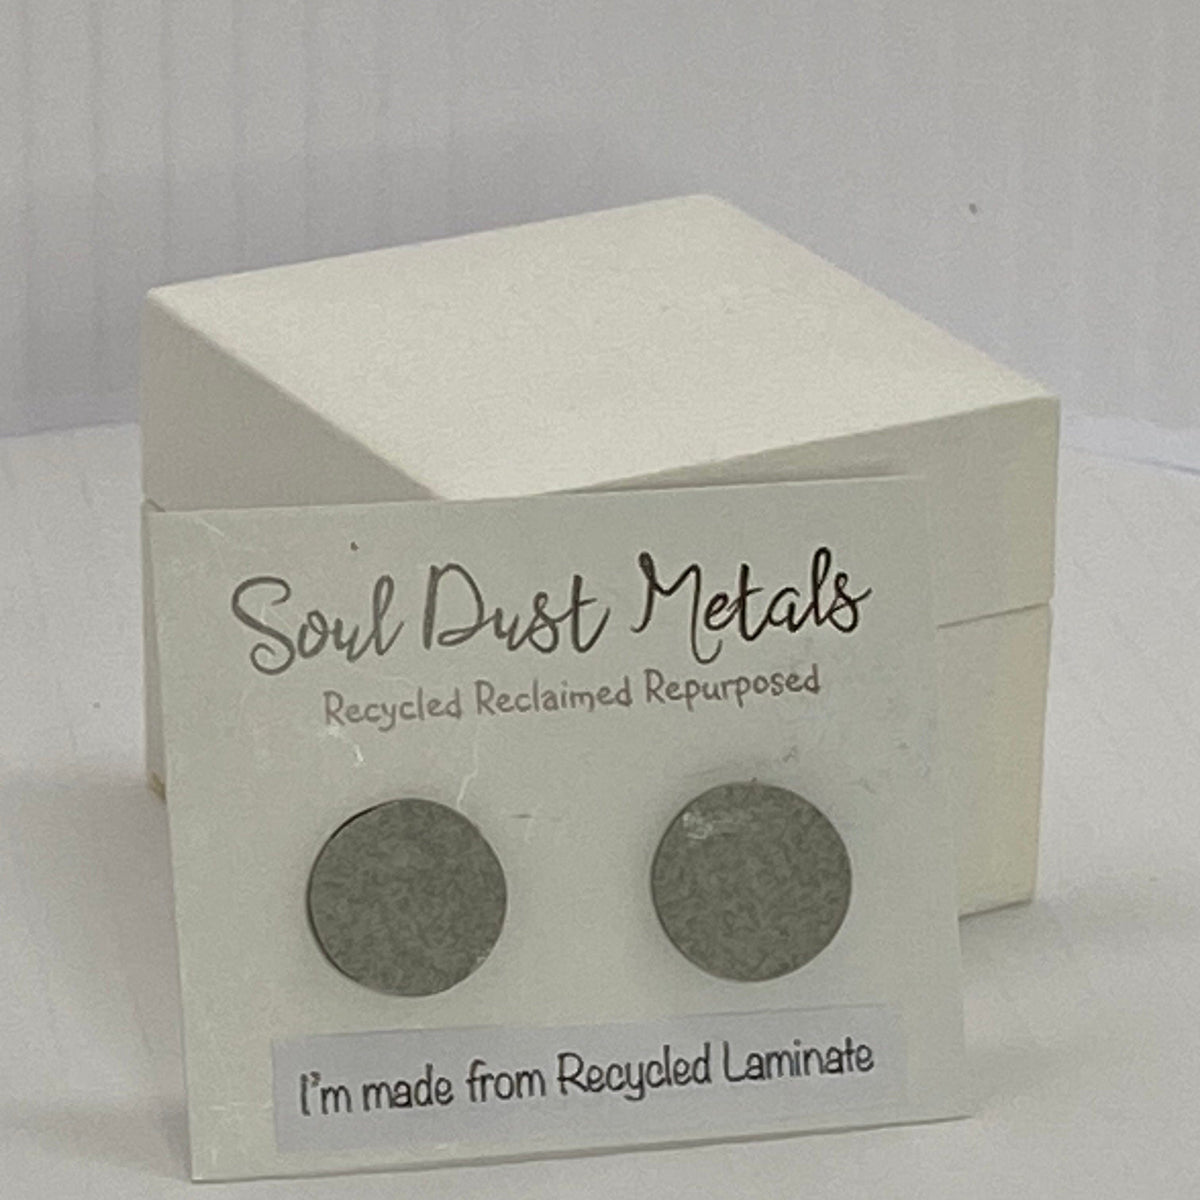 Soul Dust Metals
Recycled Reclaimed Repurposed
I'm made from Recycled Laminate